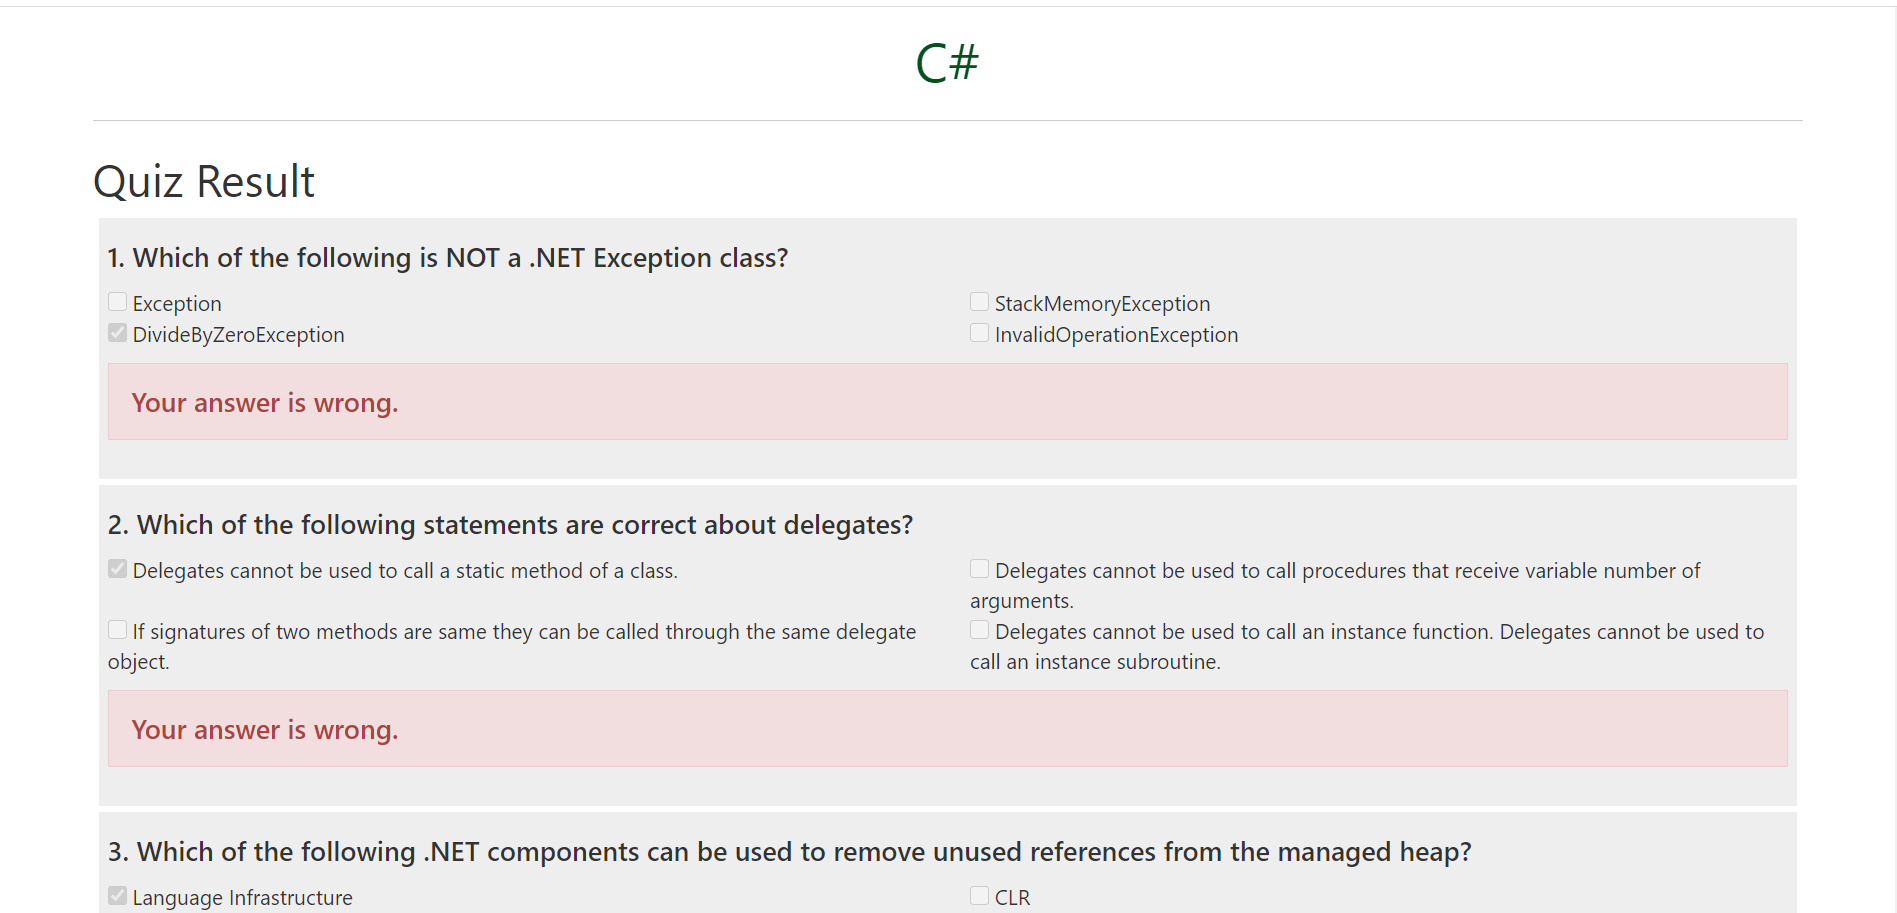 C#
Quiz Result
1. Which of the following is NOT a .NET Exception class?
Exception
StackMemoryException
DivideByZeroException
InvalidOperationException
Your answer is wrong.
2. Which of the following statements are correct about delegates?
Delegates cannot be used to call a static method of a class.
Delegates cannot be used to call procedures that receive variable number of
arguments.
If signatures of two methods are same they can be called through the same delegate
object.
Delegates cannot be used to call an instance function. Delegates cannot be used to
call an instance subroutine.
Your answer is wrong.
3. Which of the following .NET components can be used to remove unused references from the managed heap?
Language Infrastructure
CLR